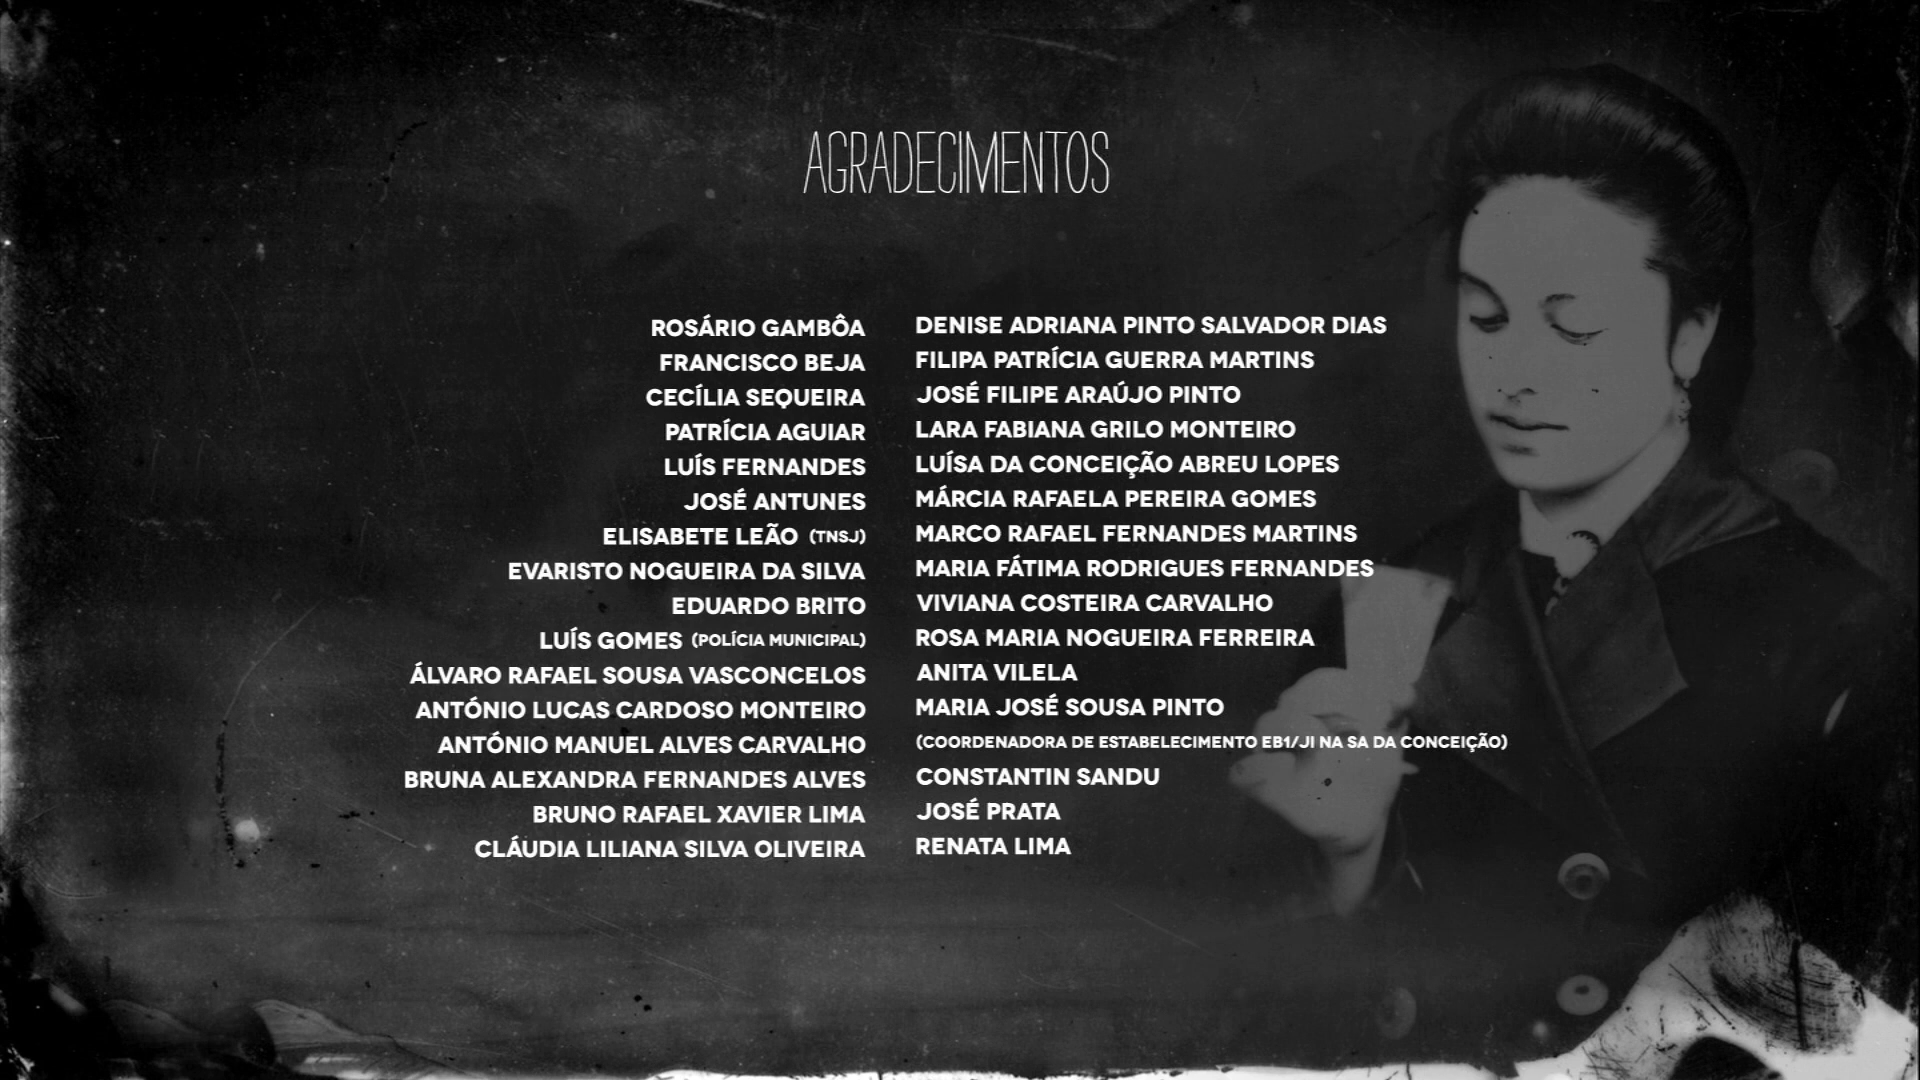 AGRADECIMENTOS
ROSÁRIO GAMBÔA
FRANCISCO BEJA
CECÍLIA SEQUEIRA
PATRÍCIA AGUIAR
LUÍS FERNANDES
JOSÉ ANTUNES
ELISABETE LEÃO (TNSJ)
EVARISTO NOGUEIRA DA SILVA
EDUARDO BRITO
LUÍS GOMES (POLÍCIA MUNICIPAL)
ÁLVARO RAFAEL SOUSA VASCONCELOS
ANTÓNIO LUCAS CARDOSO MONTEIRO
ANTÓNIO MANUEL ALVES CARVALHO
BRUNA ALEXANDRA FERNANDES ALVES
BRUNO RAFAEL XAVIER LIMA
CLÁUDIA LILIANA SILVA OLIVEIRA
DENISE ADRIANA PINTO SALVADOR DIAS
FILIPA PATRÍCIA GUERRA MARTINS
JOSÉ FILIPE ARAÚJO PINTO
LARA FABIANA GRILO MONTEIRO
LUÍSA DA CONCEIÇÃO ABREU LOPES
MÁRCIA RAFAELA PEREIRA GOMES
MARCO RAFAEL FERNANDES MARTINS
MARIA FÁTIMA RODRIGUES FERNANDES
VIVIANA COSTEIRA CARVALHO
ROSA MARIA NOGUEIRA FERREIRA
ANITA VILELA
MARIA JOSÉ SOUSA PINTO
(COORDENADORA DE ESTABELECIMENTO EB1/JI NA SA DA CONCEIÇÃO)
CONSTANTIN SANDU
JOSÉ PRATA
RENATA LIMA